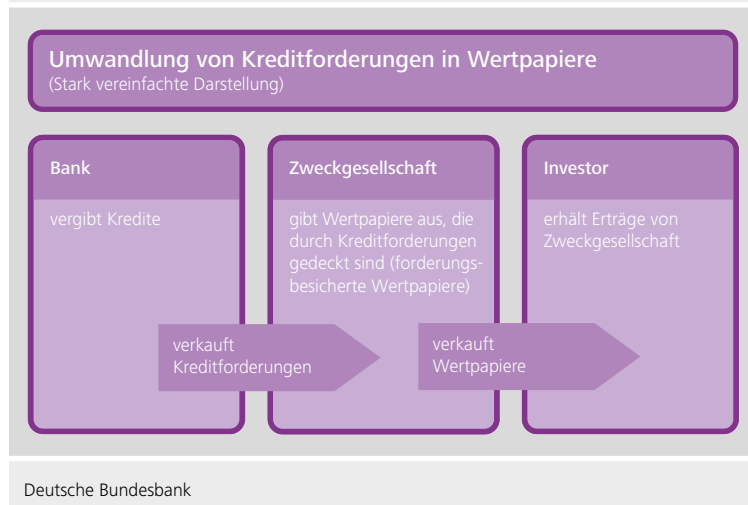 Umwandlung von Kreditforderungen in Wertpapiere
(Stark vereinfachte Darstellung)
Bank
vergibt Kredite
Zweckgesellschaft
gibt Wertpapiere aus, die
durch Kreditforderungen
gedeckt sind (forderungs-
besicherte Wertpapiere)
Investor
erhält Erträge von
Zweckgesellschaft
verkauft
Kreditforderungen
verkauft
Wertpapiere
Deutsche Bundesbank